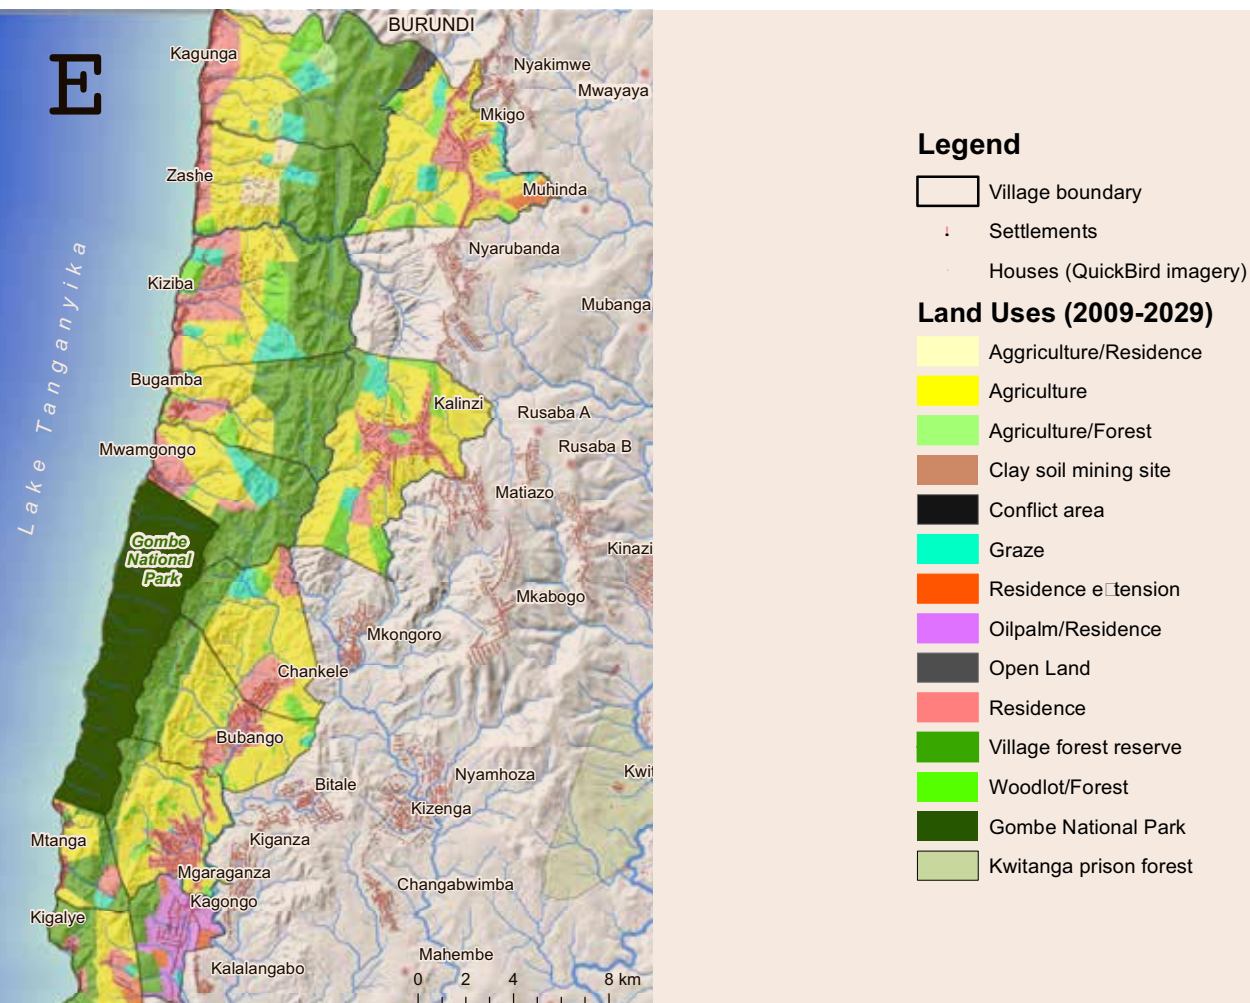 BURUNDI
Kagunga
E
Nyakimwe
Mwayaya
Mkigo
Zashe
Muhinda
Nyarubanda
Kiziba
Mubanga
Lake Tanganyika
Bugamba
Kalinzi
Rusaba A
Rusaba B
Mwamgongo
Matiazo
Gombe
National
Park
Kinazi
Mkabogo
Mkongoro
Chankele
Bubango
Bitale
Nyamhoza
Kwit
Kizenga
Mtanga
Kiganza
Mgaraganza
Changabwimba
Kagongo
Kigalye
Mahembe
Kalalangabo
0 2 4 8 km
Legend
Village boundary
Settlements
Houses (QuickBird imagery)
Land Uses (2009-2029)
Aggriculture/Residence
Agriculture
Agriculture/Forest
Clay soil mining site
Conflict area
Graze
Residence e□tension
Oilpalm/Residence
Open Land
Residence
Village forest reserve
Woodlot/Forest
Gombe National Park
Kwitanga prison forest